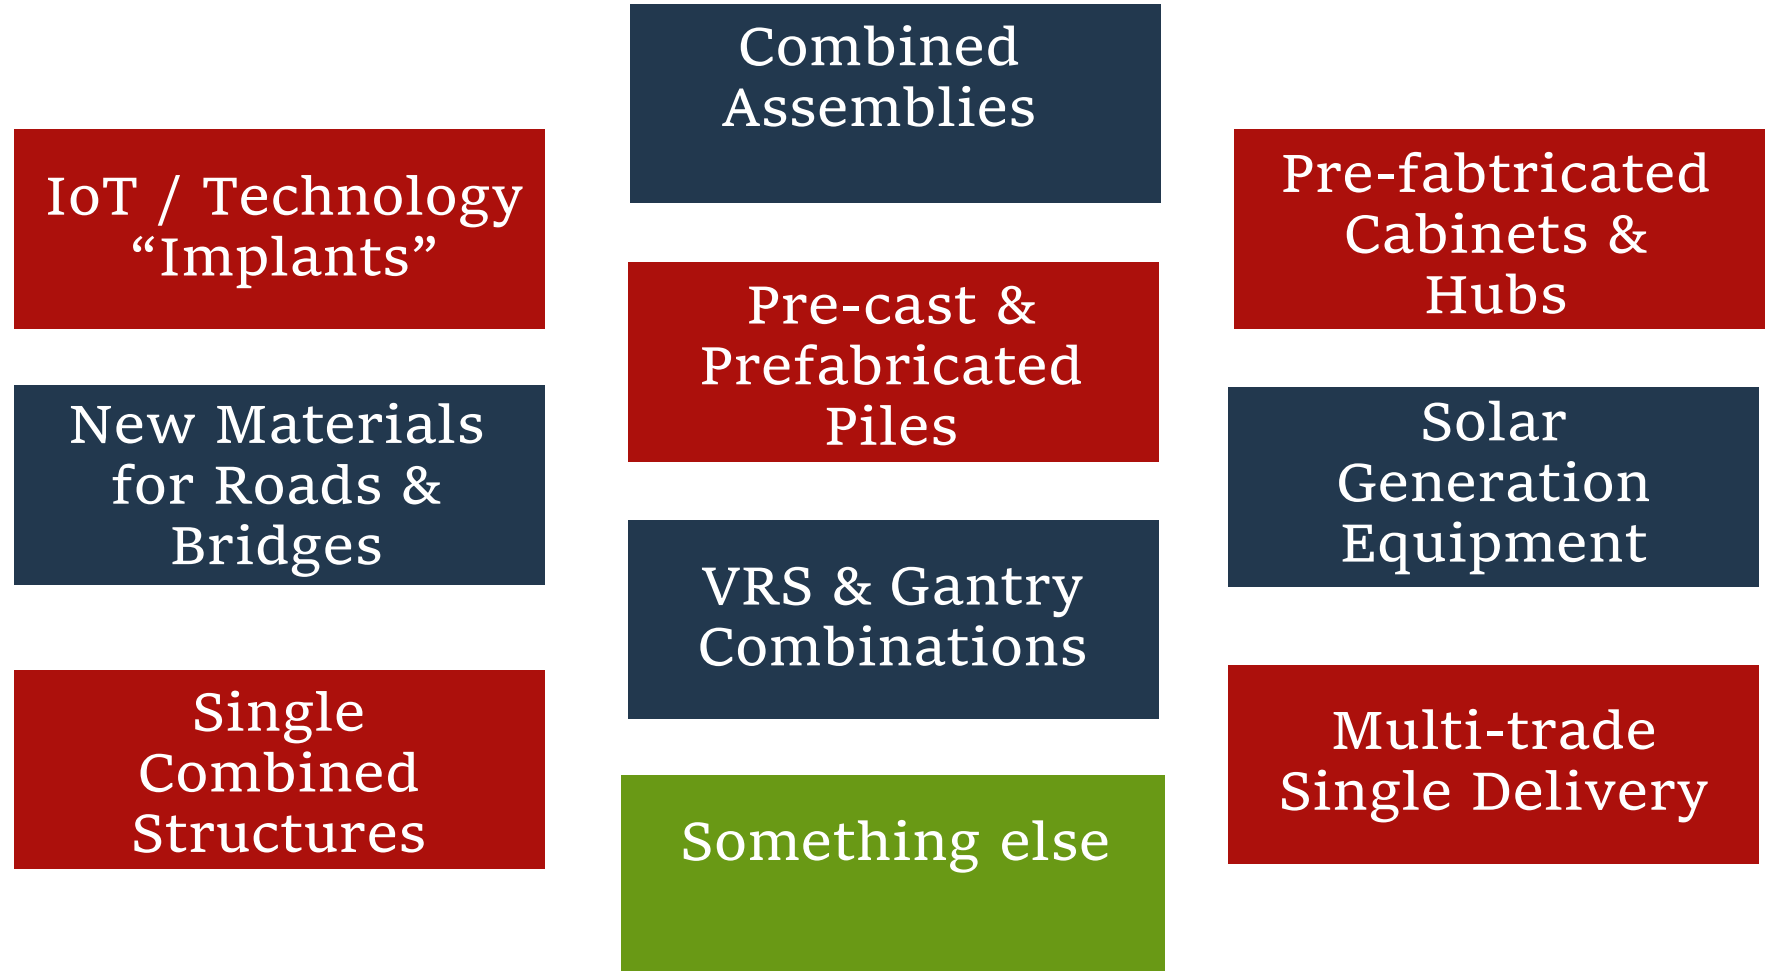 Combined
Assemblies
IoT / Technology
“Implants”
Pre-fabtricated
Cabinets &
Hubs
Pre-cast &
Prefabricated
Piles
New Materials
for Roads &
Bridges
Solar
Generation
Equipment
VRS & Gantry
Combinations
Single
Combined
Structures
Multi-trade
Single Delivery
Something else